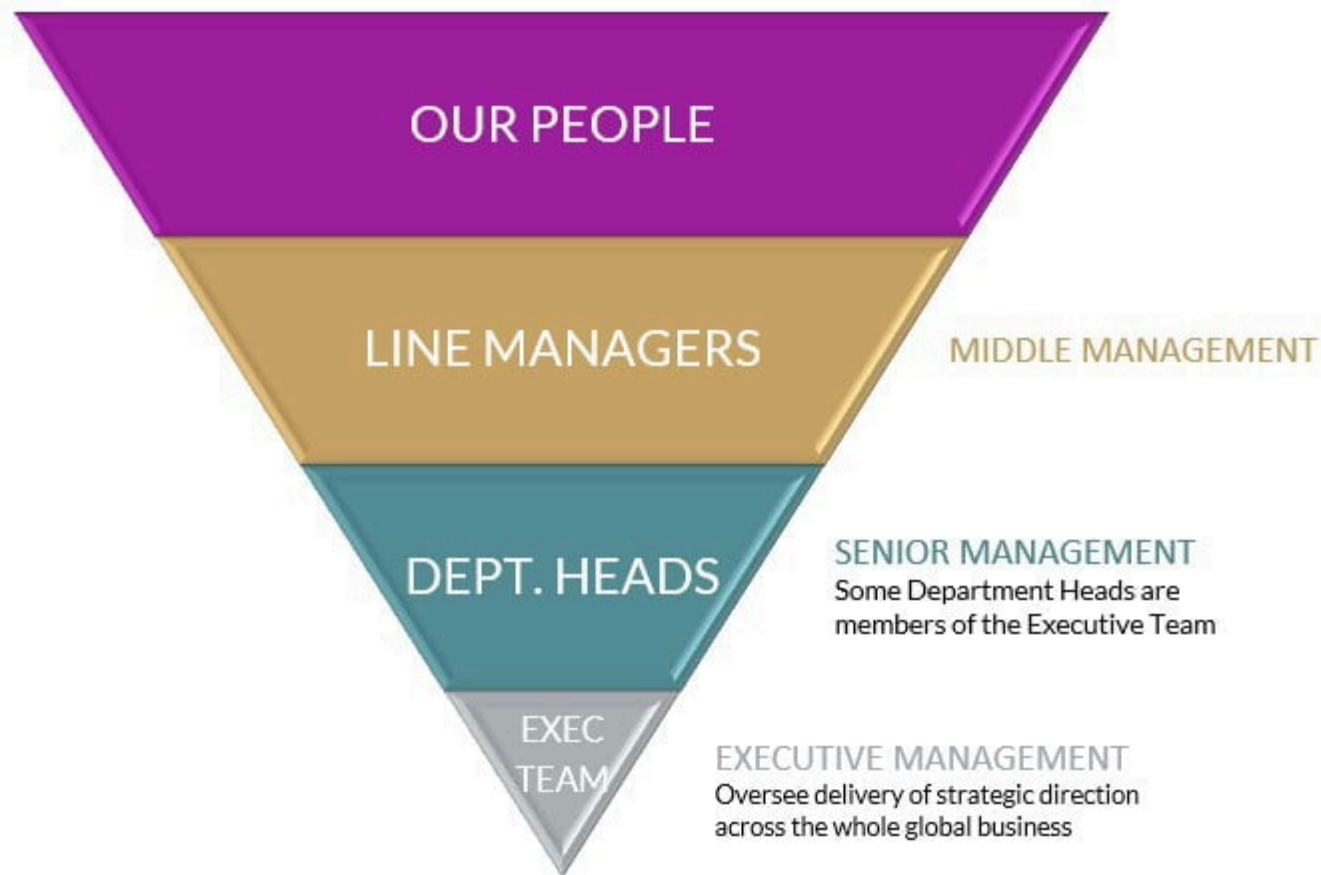 OUR PEOPLE
LINE MANAGERS
MIDDLE MANAGEMENT
DEPT. HEADS
SENIOR MANAGEMENT
Some Department Heads are
members of the Executive Team
EXEC
TEAM
EXECUTIVE MANAGEMENT
Oversee delivery of strategic direction
across the whole global business